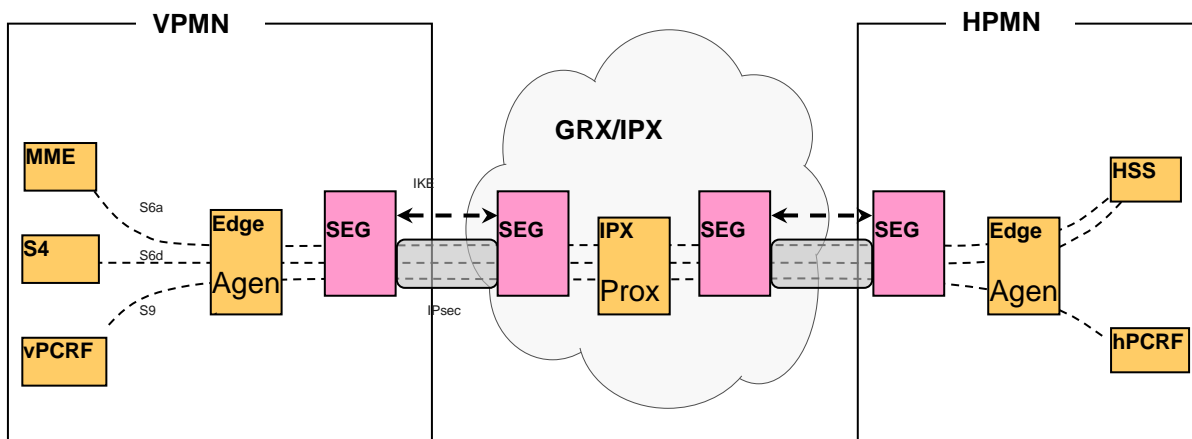 VPMN
HPMN
GRX/IPX
MME
HSS
IKE
S6a
SEG
SEG
SEG
SEG
Edge
Agen
IPX
Prox
Edge
Agen
S4
S6d
S9
IPsec
vPCRF
hPCRF